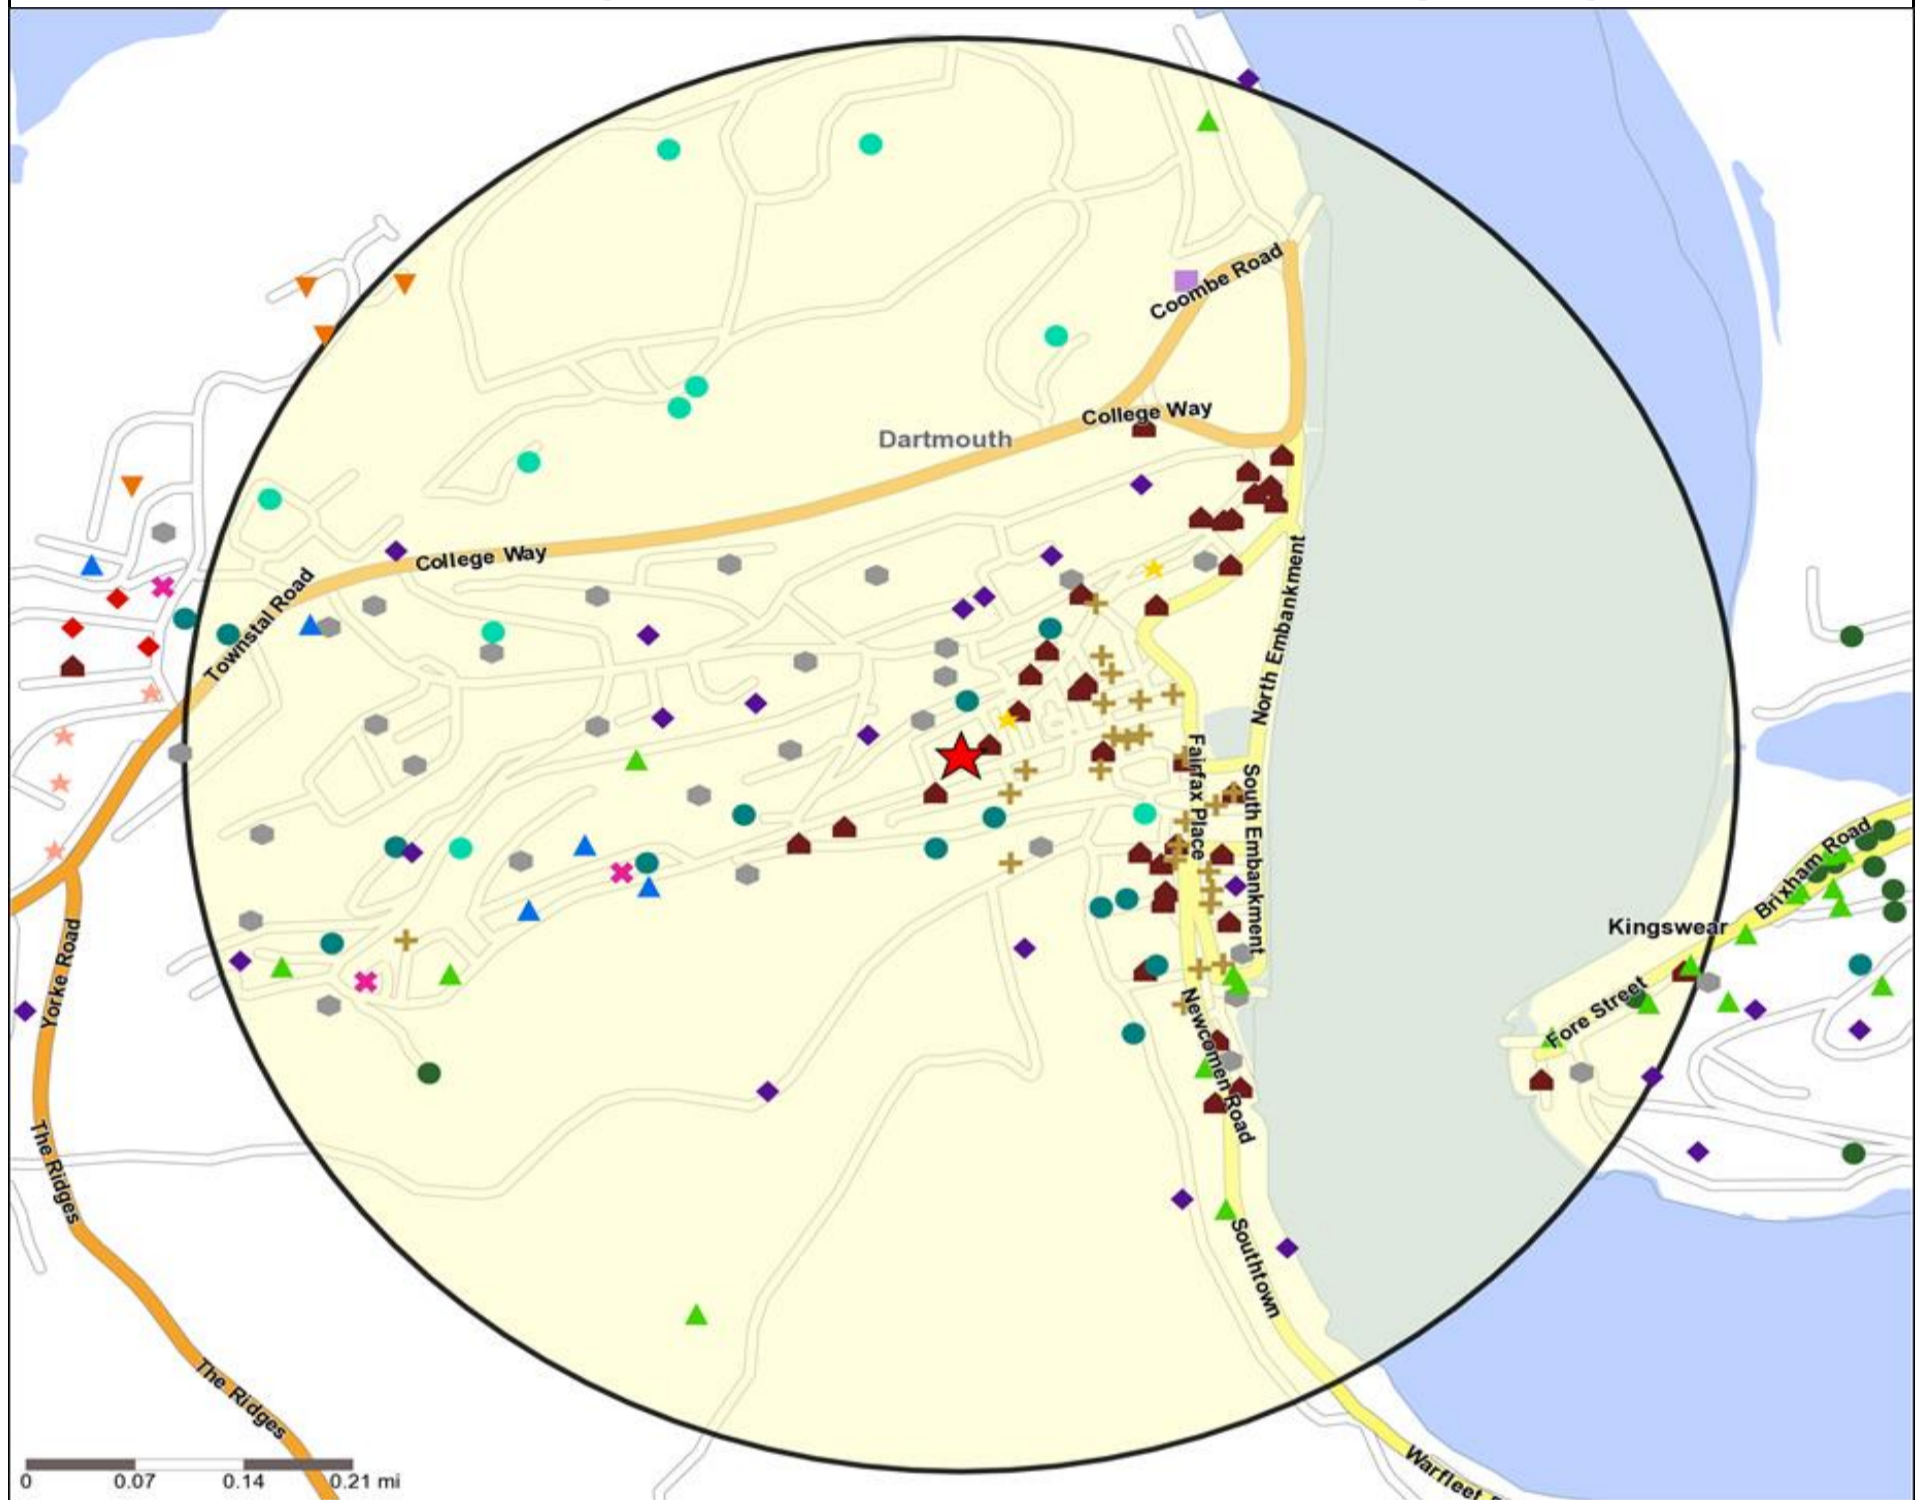 Coombe Road
College Way
Dartmouth
College Way
Townstal Road
North Embankment
Fairfax Place
South Embankment
Brixham Road
Kingswear
Fore Street
Yorke Road
Newcomen Road
The Ridges
Southtown
The Ridges
Warfleet
0 0.07 0.14 0.21 mi